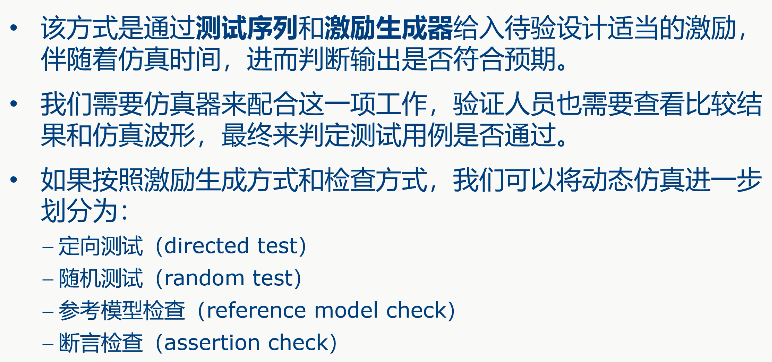 • 该方式是通过测试序列和激励生成器给入待验设计适当的激励，
伴随着仿真时间，进而判断输出是否符合预期。
• 我们需要仿真器来配合这一项工作，验证人员也需要查看比较结
果和仿真波形，最终来判定测试用例是否通过。
• 如果按照激励生成方式和检查方式，我们可以将动态仿真进一步
划分为：
– 定向测试（directed test）
– 随机测试（random test）
– 参考模型检查（reference model check）
– 断言检查（assertion check）